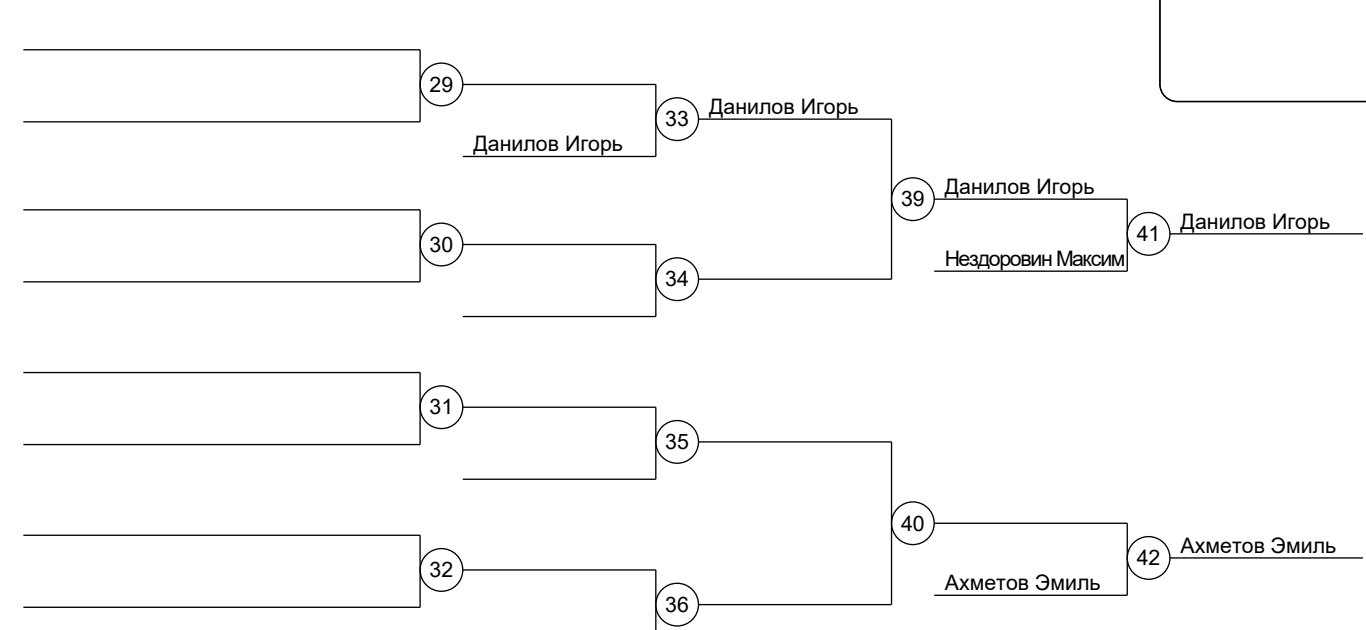 29
33 Данилов Игорь
Данилов Игорь
39 Данилов Игорь
30
41 Данилов Игорь
Нездоровин Максим
34
31
35
40
42 Ахметов Эмиль
32
Ахметов Эмиль
36